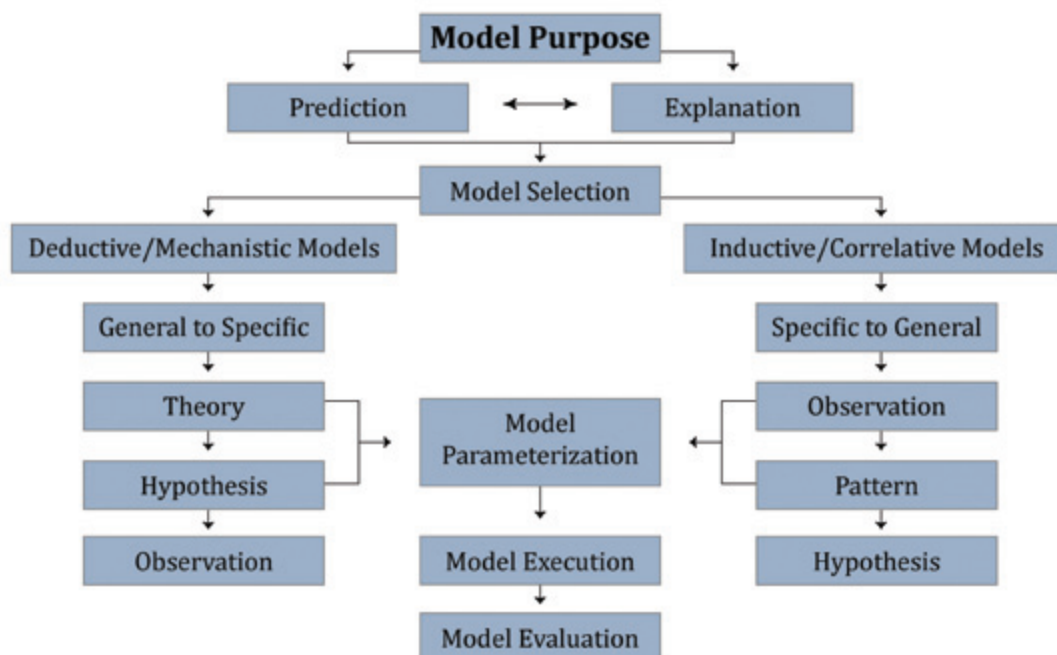 Model Purpose
Prediction
Explanation
Model Selection
Deductive/Mechanistic Models
Inductive/Correlative Models
General to Specific
Specific to General
Theory
Observation
Model
Parameterization
Hypothesis
Pattern
Observation
Model Execution
Hypothesis
Model Evaluation